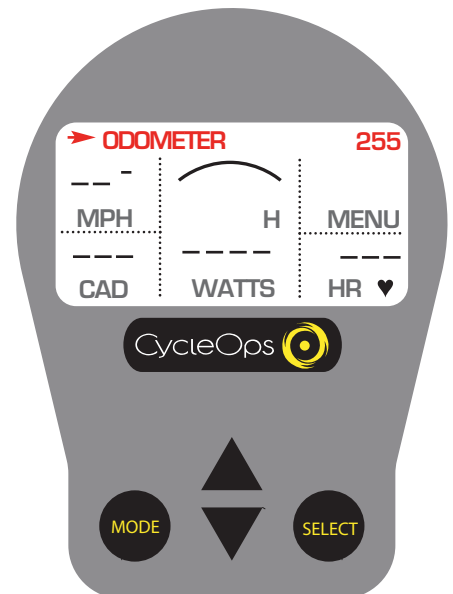 ODOMETER 255
MPH H MENU
CAD WATTS HR ♥
CycleOps
MODE SELECT